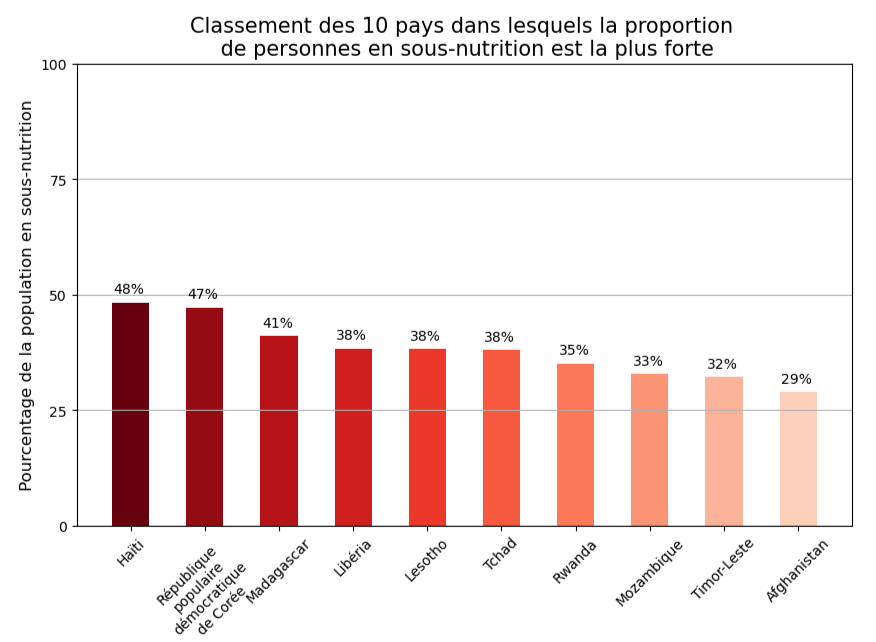 Classement des 10 pays dans lesquels la proportion
de personnes en sous-nutrition est la plus forte
Pourcentage de la population en sous-nutrition
100
75
50
25
0
48%
47%
41%
38%
38%
38%
35%
33%
32%
29%
Haïti
République
populaire
démocratique
de Corée
Madagascar
Libéria
Lesotho
Tchad
Rwanda
Mozambique
Timor-Leste
Afghanistan